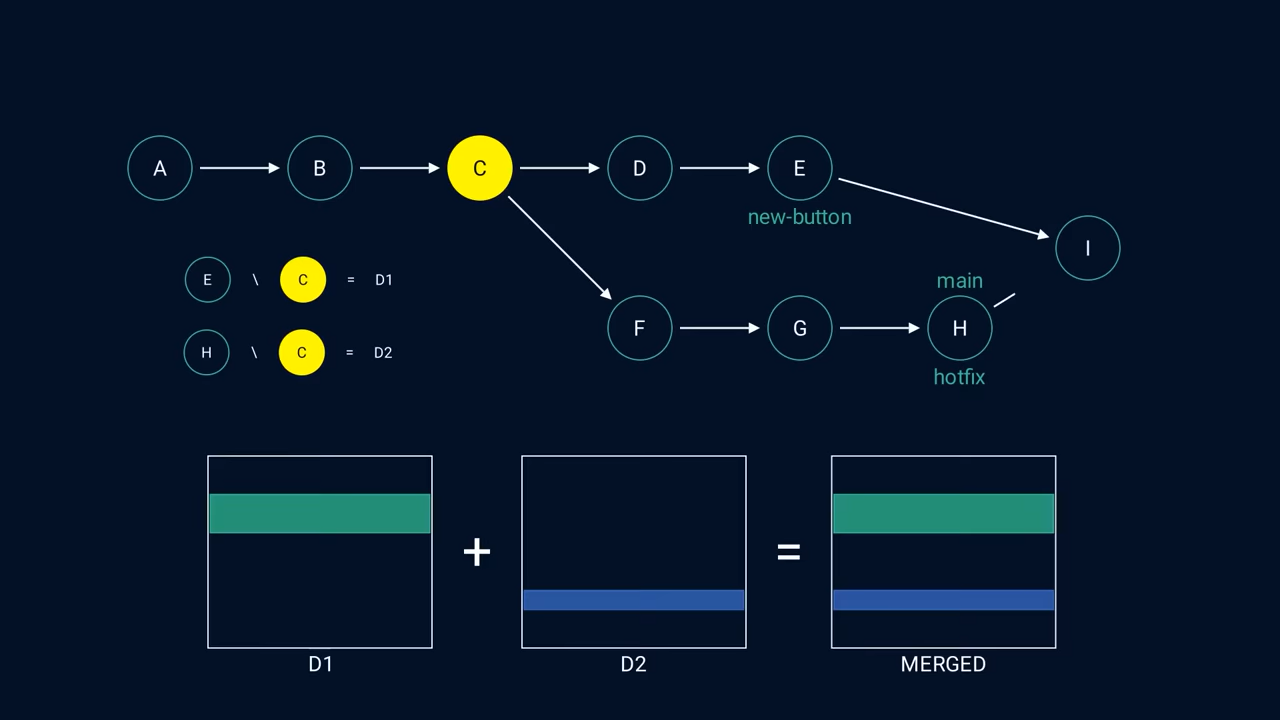 A B C D E
new-button
I
E \ C = D1
main
F G H
H \ C = D2
hotfix
+ =
D1 D2 MERGED